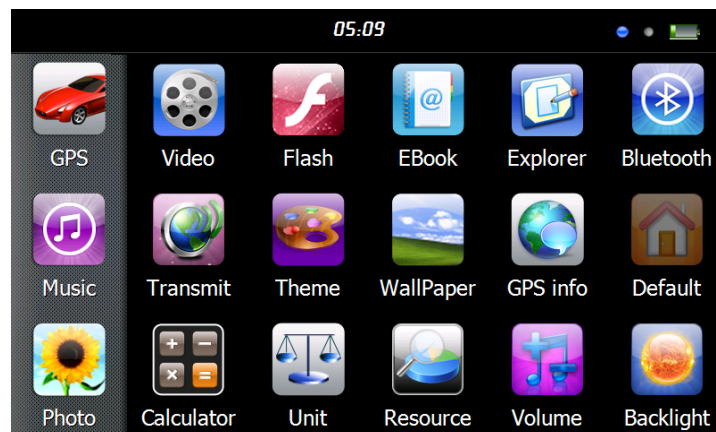 05:09
GPS Video Flash EBook Explorer Bluetooth
Music Transmit Theme WallPaper GPS info Default
Photo Calculator Unit Resource Volume Backlight